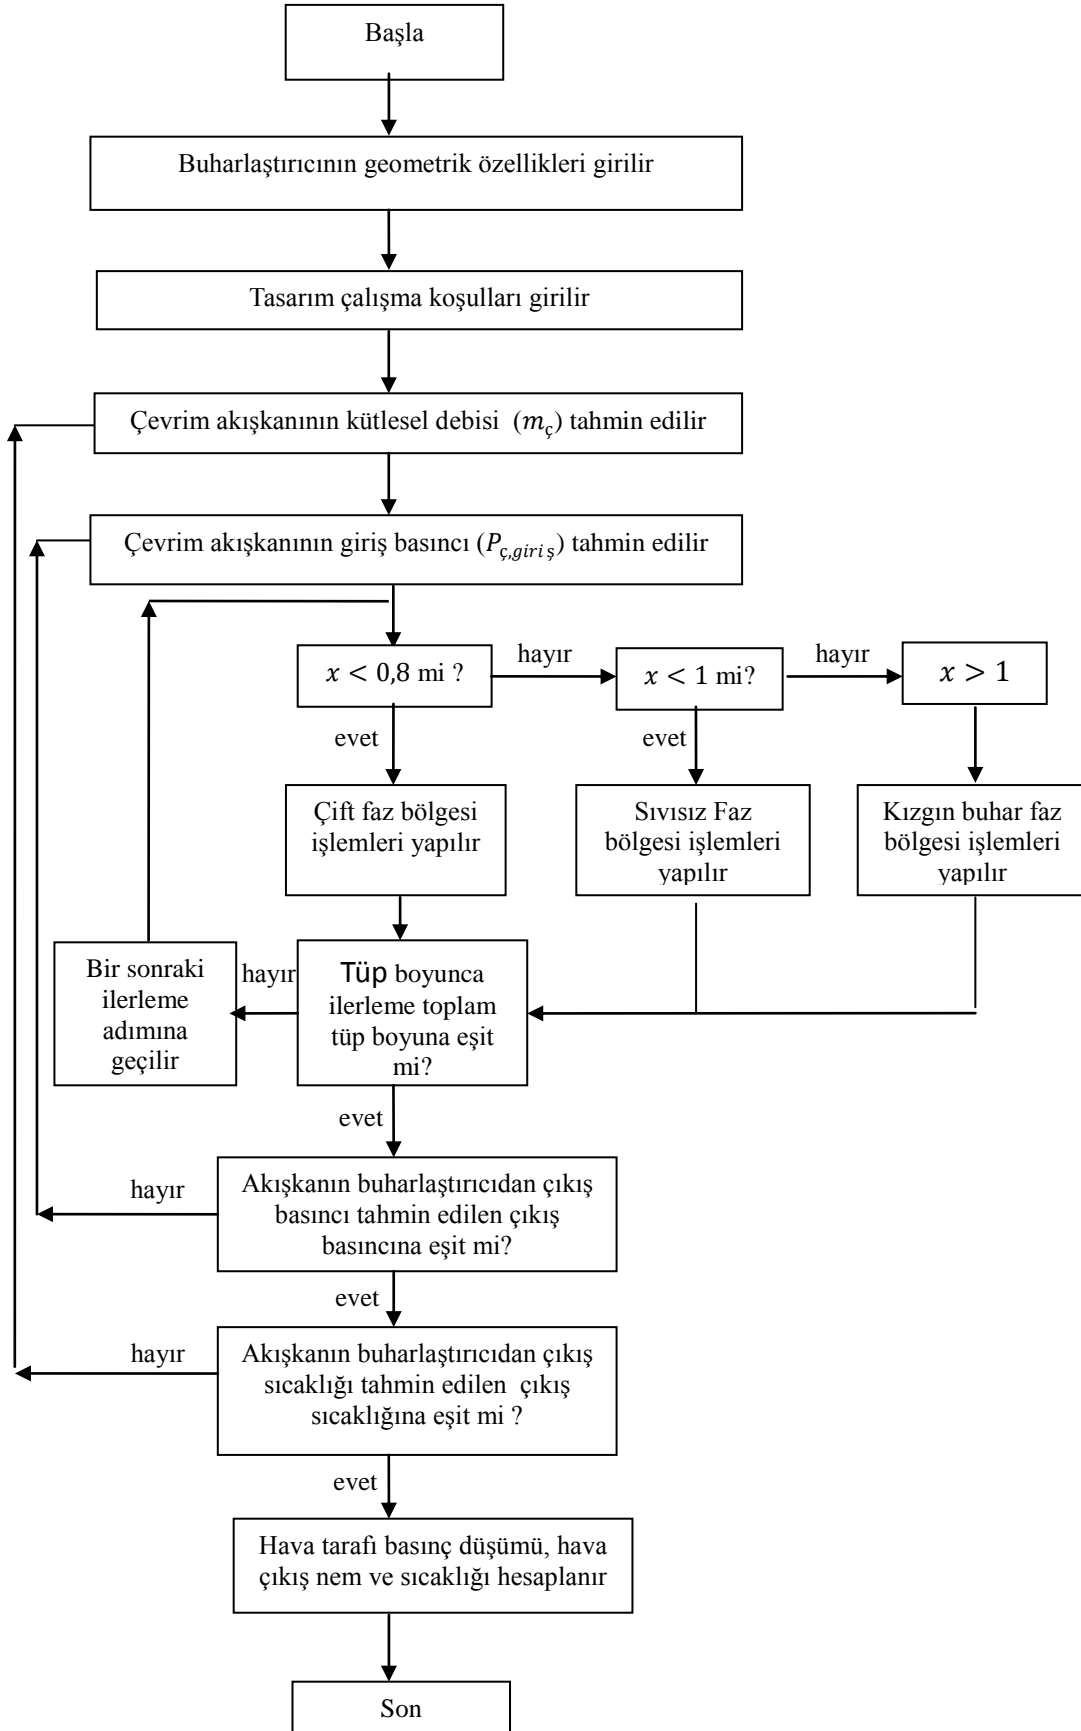 Başla
Buharlaştırıcının geometrik özellikleri girilir
Tasarım çalışma koşulları girilir
Çevrim akışkanının kütlesel debisi (m_ç) tahmin edilir
Çevrim akışkanının giriş basıncı (P_ç,giriş) tahmin edilir
x < 0,8 mi ?
hayır
x < 1 mi?
hayır
x > 1
evet
evet
Çift faz bölgesi
işlemleri yapılır
Sıvısız Faz
bölgesi işlemleri
yapılır
Kızgın buhar faz
bölgesi işlemleri
yapılır
Bir sonraki
ilerleme
adımına
geçilir
hayır
Tüp boyunca
ilerleme toplam
tüp boyuna eşit
mi?
evet
hayır
Akışkanın buharlaştırıcıdan çıkış
basıncı tahmin edilen çıkış
basıncına eşit mi?
evet
hayır
Akışkanın buharlaştırıcıdan çıkış
sıcaklığı tahmin edilen çıkış
sıcaklığına eşit mi ?
evet
Hava tarafı basınç düşümü, hava
çıkış nem ve sıcaklığı hesaplanır
Son